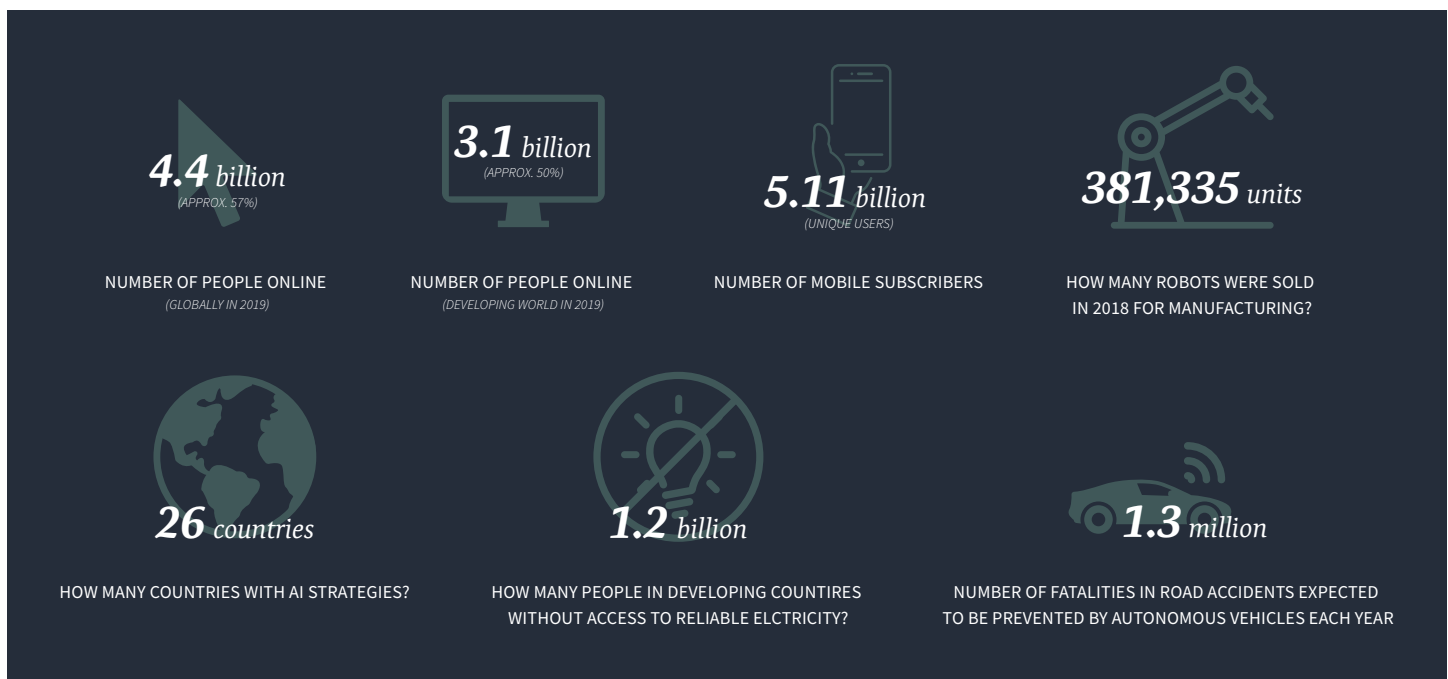 4.4 billion
(APPROX. 57%)
NUMBER OF PEOPLE ONLINE
(GLOBALLY IN 2019)
3.1 billion
(APPROX. 50%)
NUMBER OF PEOPLE ONLINE
(DEVELOPING WORLD IN 2019)
5.11 billion
(UNIQUE USERS)
NUMBER OF MOBILE SUBSCRIBERS
381,335 units
HOW MANY ROBOTS WERE SOLD
IN 2018 FOR MANUFACTURING?
26 countries
HOW MANY COUNTRIES WITH AI STRATEGIES?
1.2 billion
HOW MANY PEOPLE IN DEVELOPING COUNTIRES
WITHOUT ACCESS TO RELIABLE ELCTRICITY?
1.3 million
NUMBER OF FATALITIES IN ROAD ACCIDENTS EXPECTED
TO BE PREVENTED BY AUTONOMOUS VEHICLES EACH YEAR